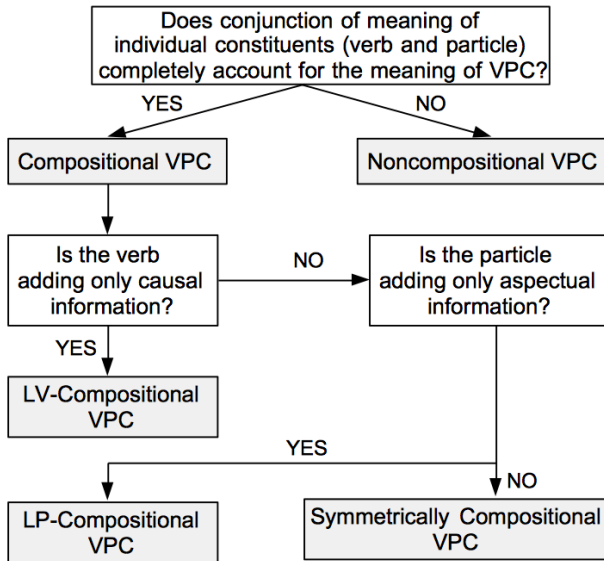 Does conjunction of meaning of
individual constituents (verb and particle)
completely account for the meaning of VPC?
YES
NO
Compositional VPC
Noncompositional VPC
Is the verb
adding only causal
information?
NO
Is the particle
adding only aspectual
information?
YES
LV-Compositional
VPC
YES
NO
LP-Compositional
VPC
Symmetrically Compositional
VPC